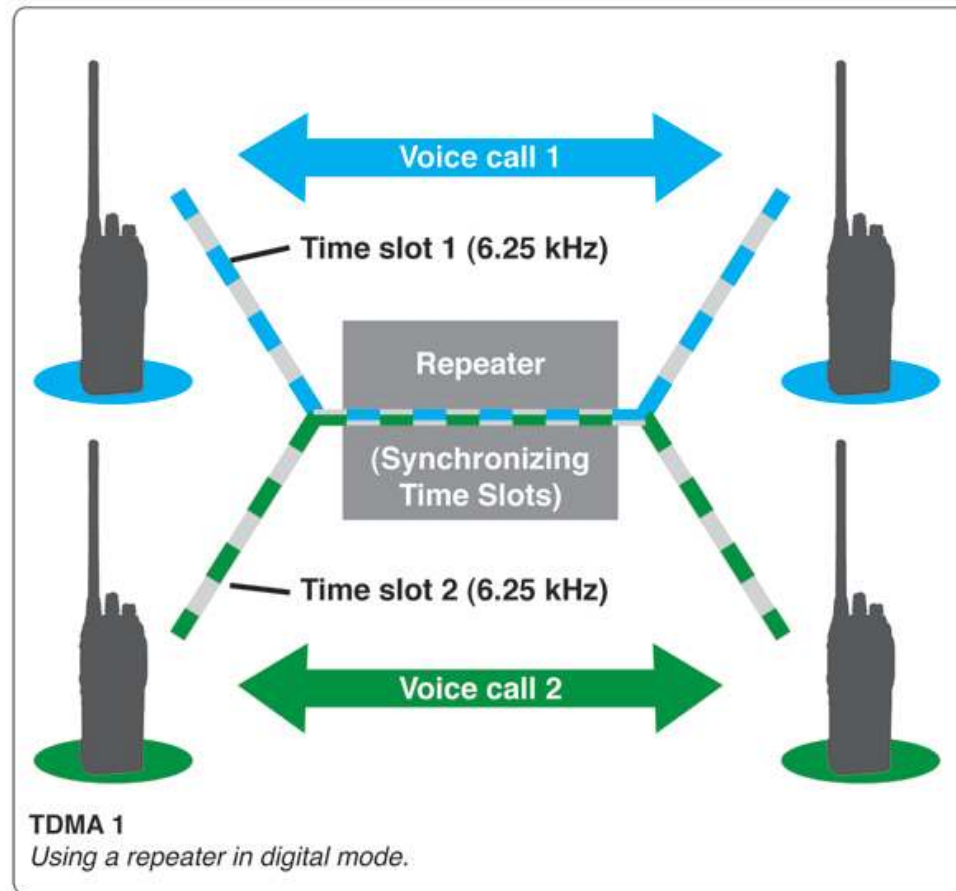 Voice call 1
Time slot 1 (6.25 kHz)
Repeater
(Synchronizing
Time Slots)
Time slot 2 (6.25 kHz)
Voice call 2
TDMA 1
Using a repeater in digital mode.